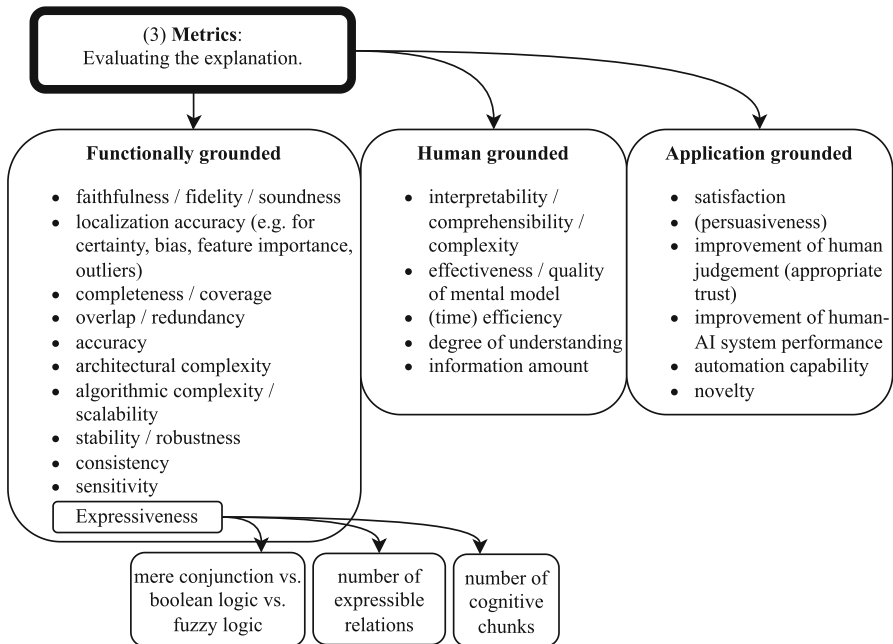 (3) Metrics:
Evaluating the explanation.
Functionally grounded
• faithfulness / fidelity / soundness
• localization accuracy (e.g. for
certainty, bias, feature importance,
outliers)
• completeness / coverage
• overlap / redundancy
• accuracy
• architectural complexity
• algorithmic complexity /
scalability
• stability / robustness
• consistency
• sensitivity
Expressiveness
mere conjunction vs.
boolean logic vs.
fuzzy logic
number of
expressible
relations
number of
cognitive
chunks
Human grounded
• interpretability /
comprehensibility /
complexity
• effectiveness / quality
of mental model
• (time) efficiency
• degree of understanding
• information amount
Application grounded
• satisfaction
• (persuasiveness)
• improvement of human
judgement (appropriate
trust)
• improvement of human-
AI system performance
• automation capability
• novelty